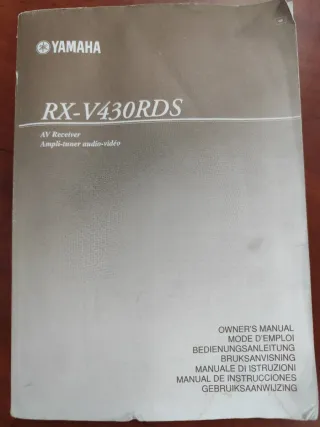 YAMAHA
RX-V430RDS
AV Receiver
Ampli-tuner audio-vidéo
OWNER'S MANUAL
MODE D'EMPLOI
BEDIENUNGSANLEITUNG
BRUKSANVISNING
MANUALE DI ISTRUZIONI
MANUAL DE INSTRUCCIONES
GEBRUIKSAANWIJZING